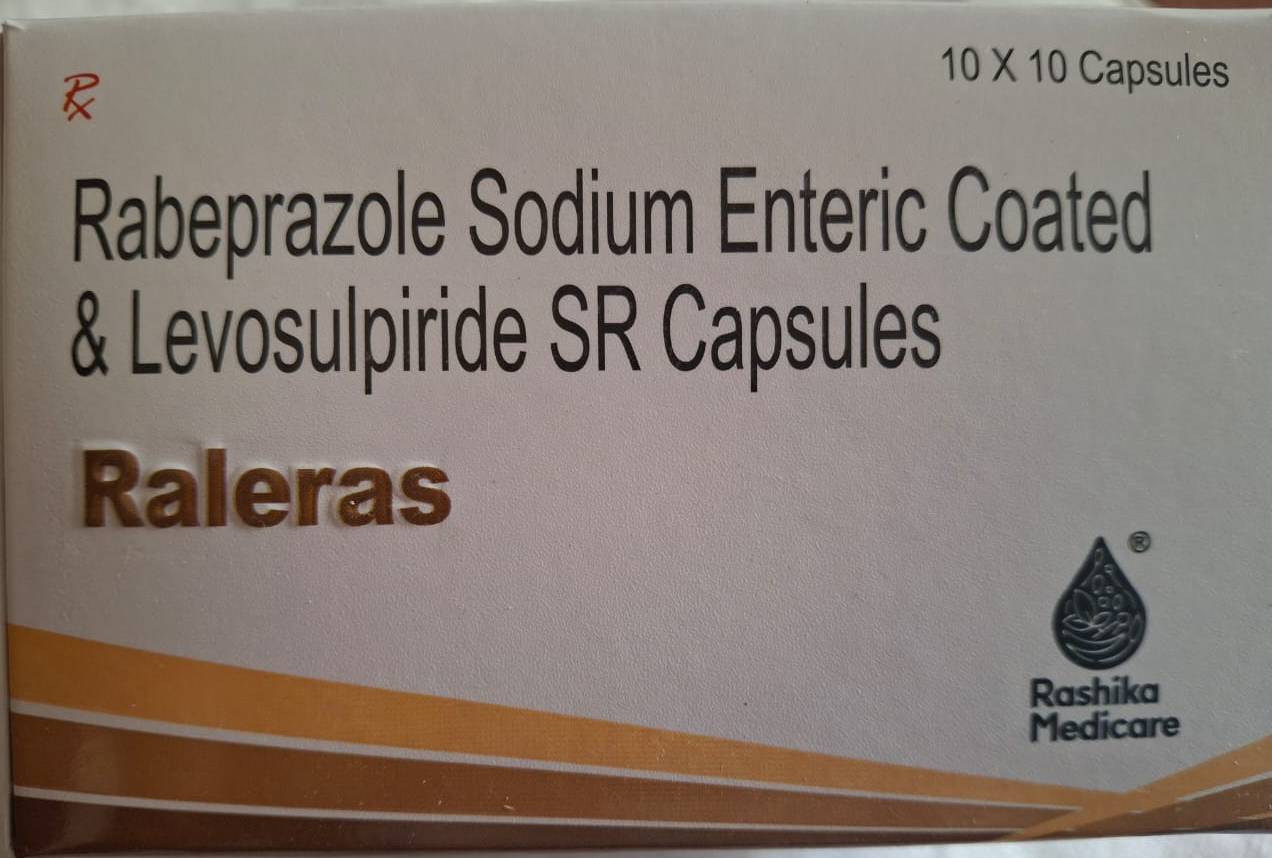 Rx
10 X 10 Capsules
Rabeprazole Sodium Enteric Coated
& Levosulpiride SR Capsules
Raleras
®
Rashika
Medicare